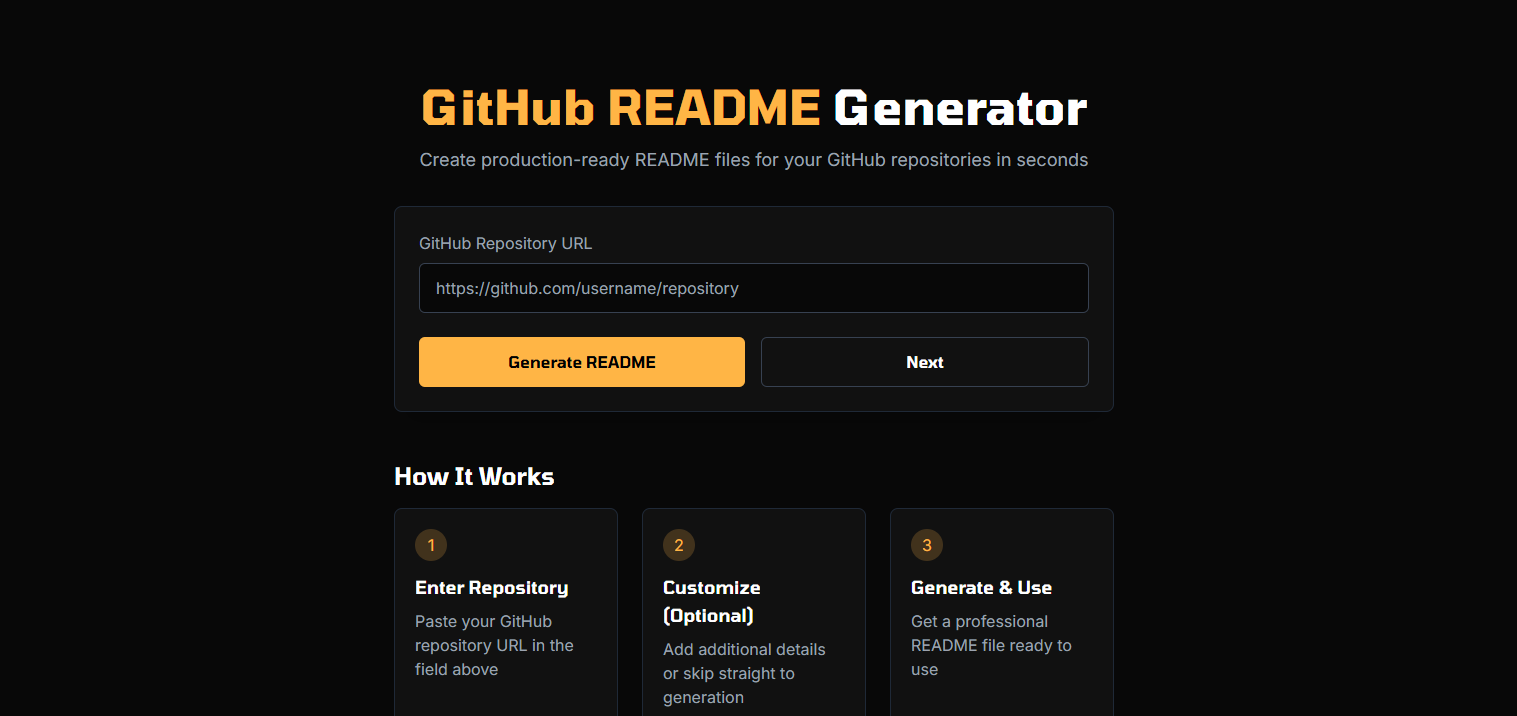 GitHub README Generator
Create production-ready README files for your GitHub repositories in seconds
GitHub Repository URL
https://github.com/username/repository
Generate README
Next
How It Works
1
Enter Repository
Paste your GitHub
repository URL in the
field above
2
Customize
(Optional)
Add additional details
or skip straight to
generation
3
Generate & Use
Get a professional
README file ready to
use